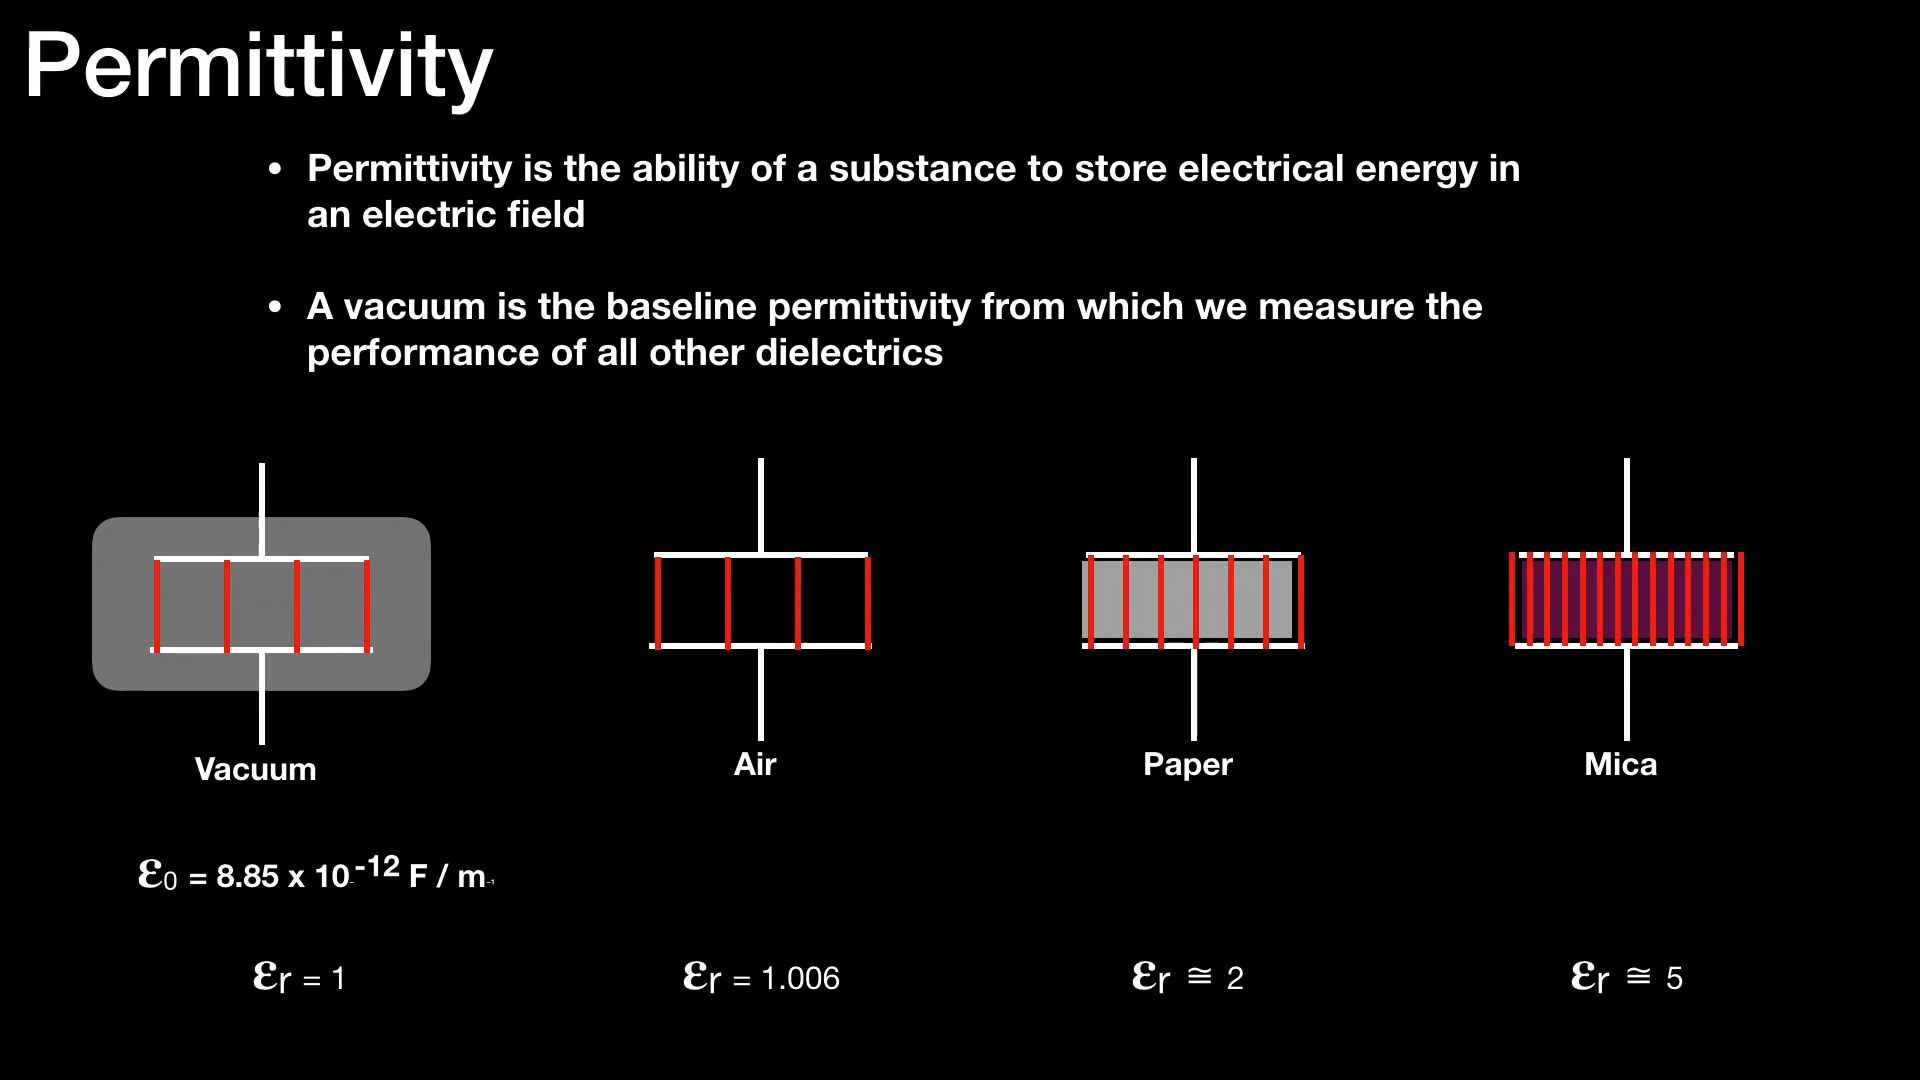 Permittivity
• Permittivity is the ability of a substance to store electrical energy in
an electric field
• A vacuum is the baseline permittivity from which we measure the
performance of all other dielectrics
Vacuum
Air
Paper
Mica
ε0 = 8.85 x 10-12 F / m-1
εr = 1
εr = 1.006
εr ≅ 2
εr ≅ 5